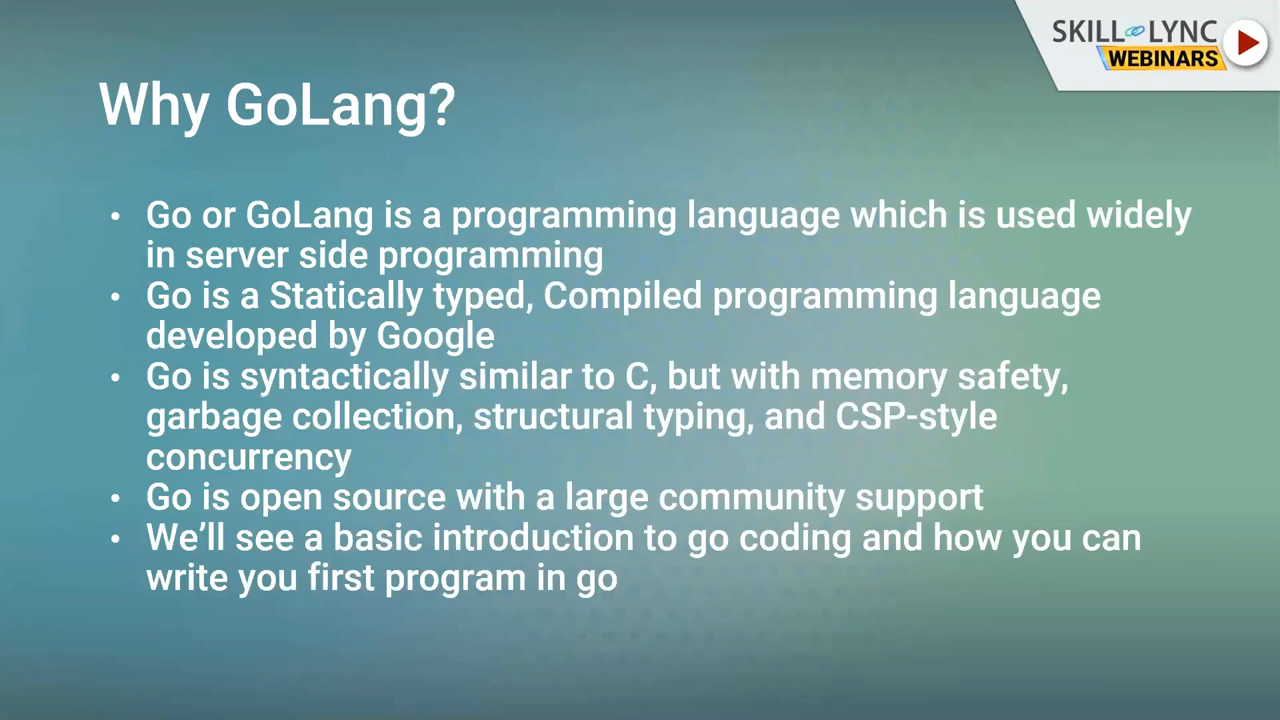 SKILL LYNC
WEBINARS
Why GoLang?
• Go or GoLang is a programming language which is used widely
in server side programming
• Go is a Statically typed, Compiled programming language
developed by Google
• Go is syntactically similar to C, but with memory safety,
garbage collection, structural typing, and CSP-style
concurrency
• Go is open source with a large community support
• We’ll see a basic introduction to go coding and how you can
write you first program in go